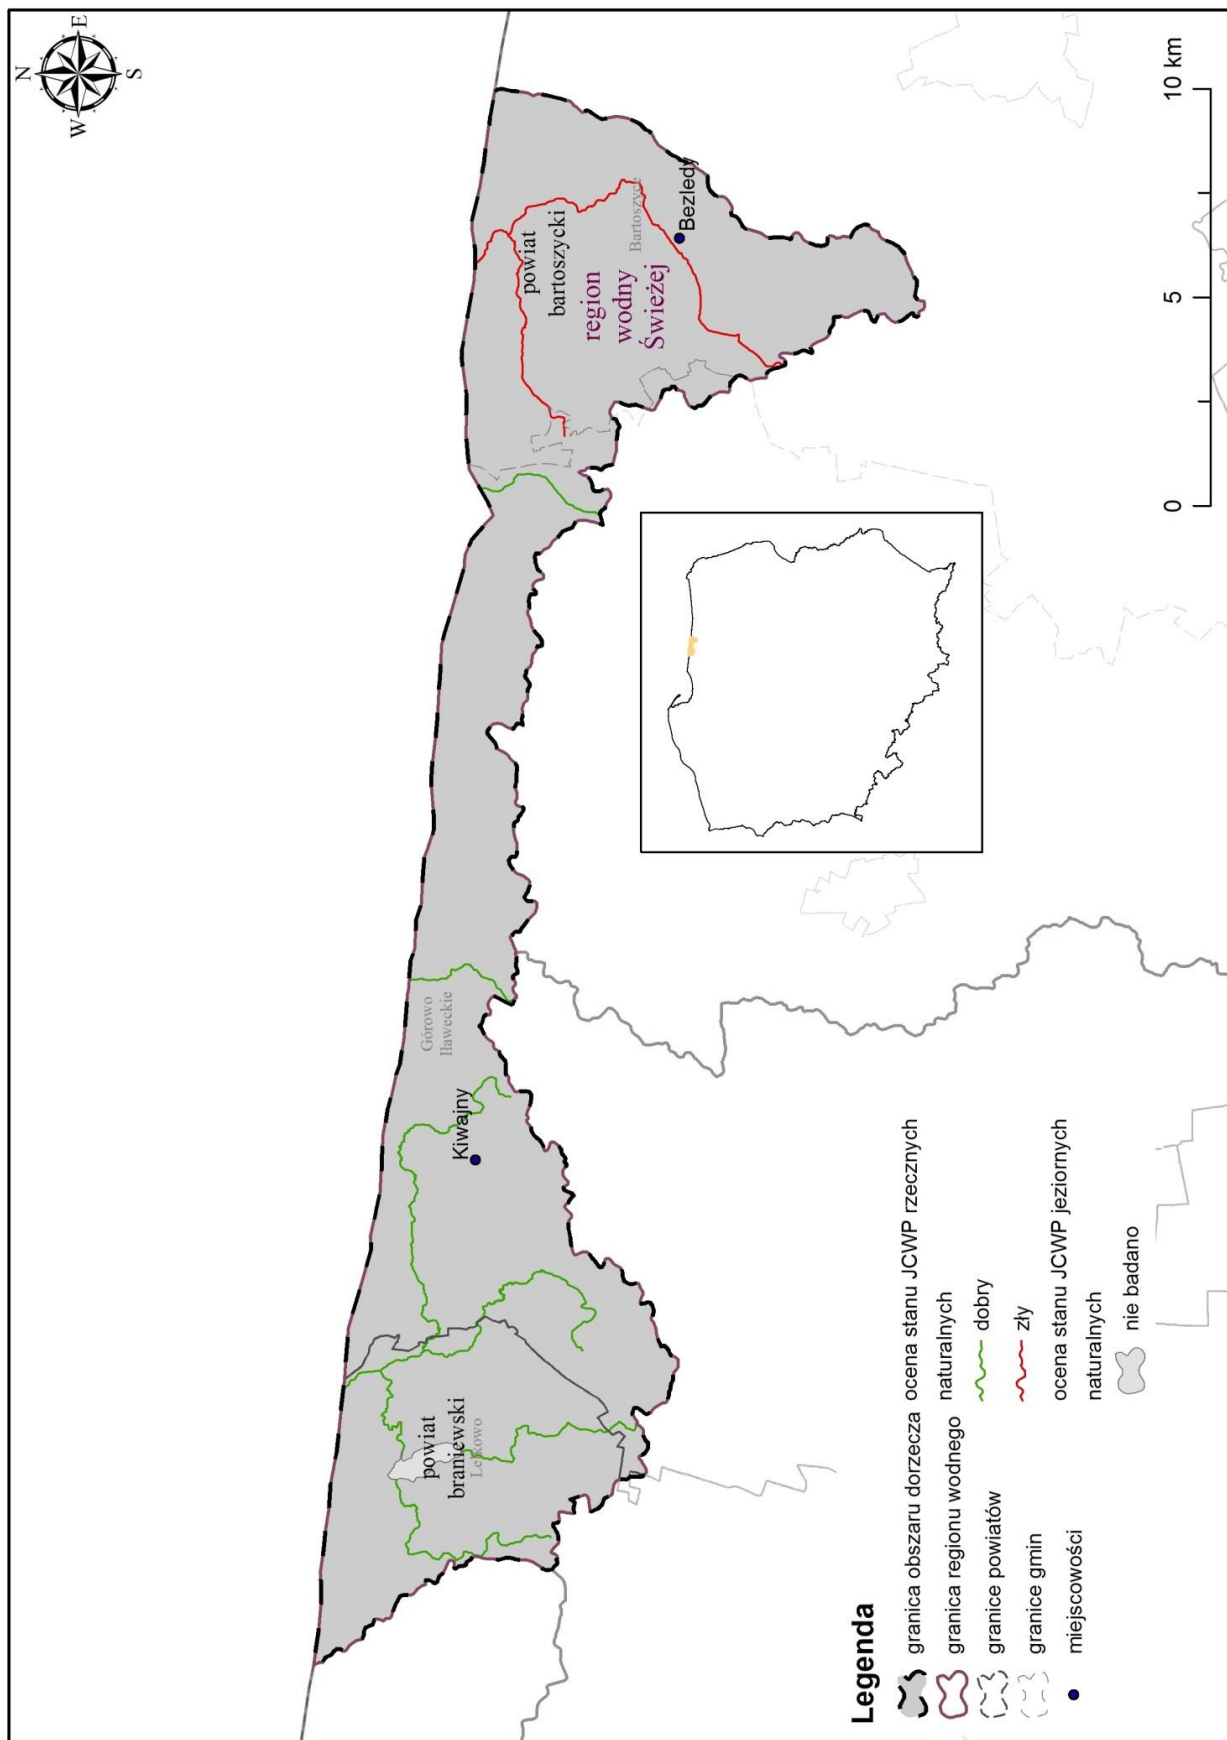 N
E
W
S
powiat
braniewski
Lelkowo
Kiwajny
Górowo
Iławeckie
powiat
bartoszycki
region
wodny
Świeżej
Bartoszyce
Bezledy
Legenda
granica obszaru dorzecza
granica regionu wodnego
granice powiatów
granice gmin
miejscowości
ocena stanu JCWP rzecznych
naturalnych
dobry
zły
ocena stanu JCWP jeziornych
naturalnych
nie badano
0
5
10 km